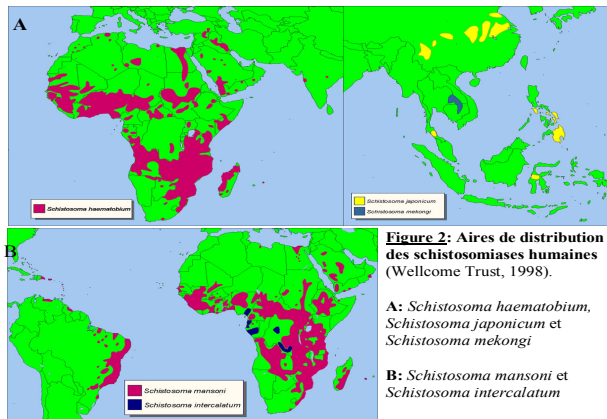 A
Schistosoma haematobium
Schistosoma japonicum
Schistosoma mekongi
B
Schistosoma mansoni
Schistosoma intercalatum
Figure 2: Aires de distribution
des schistosomiases humaines
(Wellcome Trust, 1998).
A: Schistosoma haematobium,
Schistosoma japonicum et
Schistosoma mekongi
B: Schistosoma mansoni et
Schistosoma intercalatum